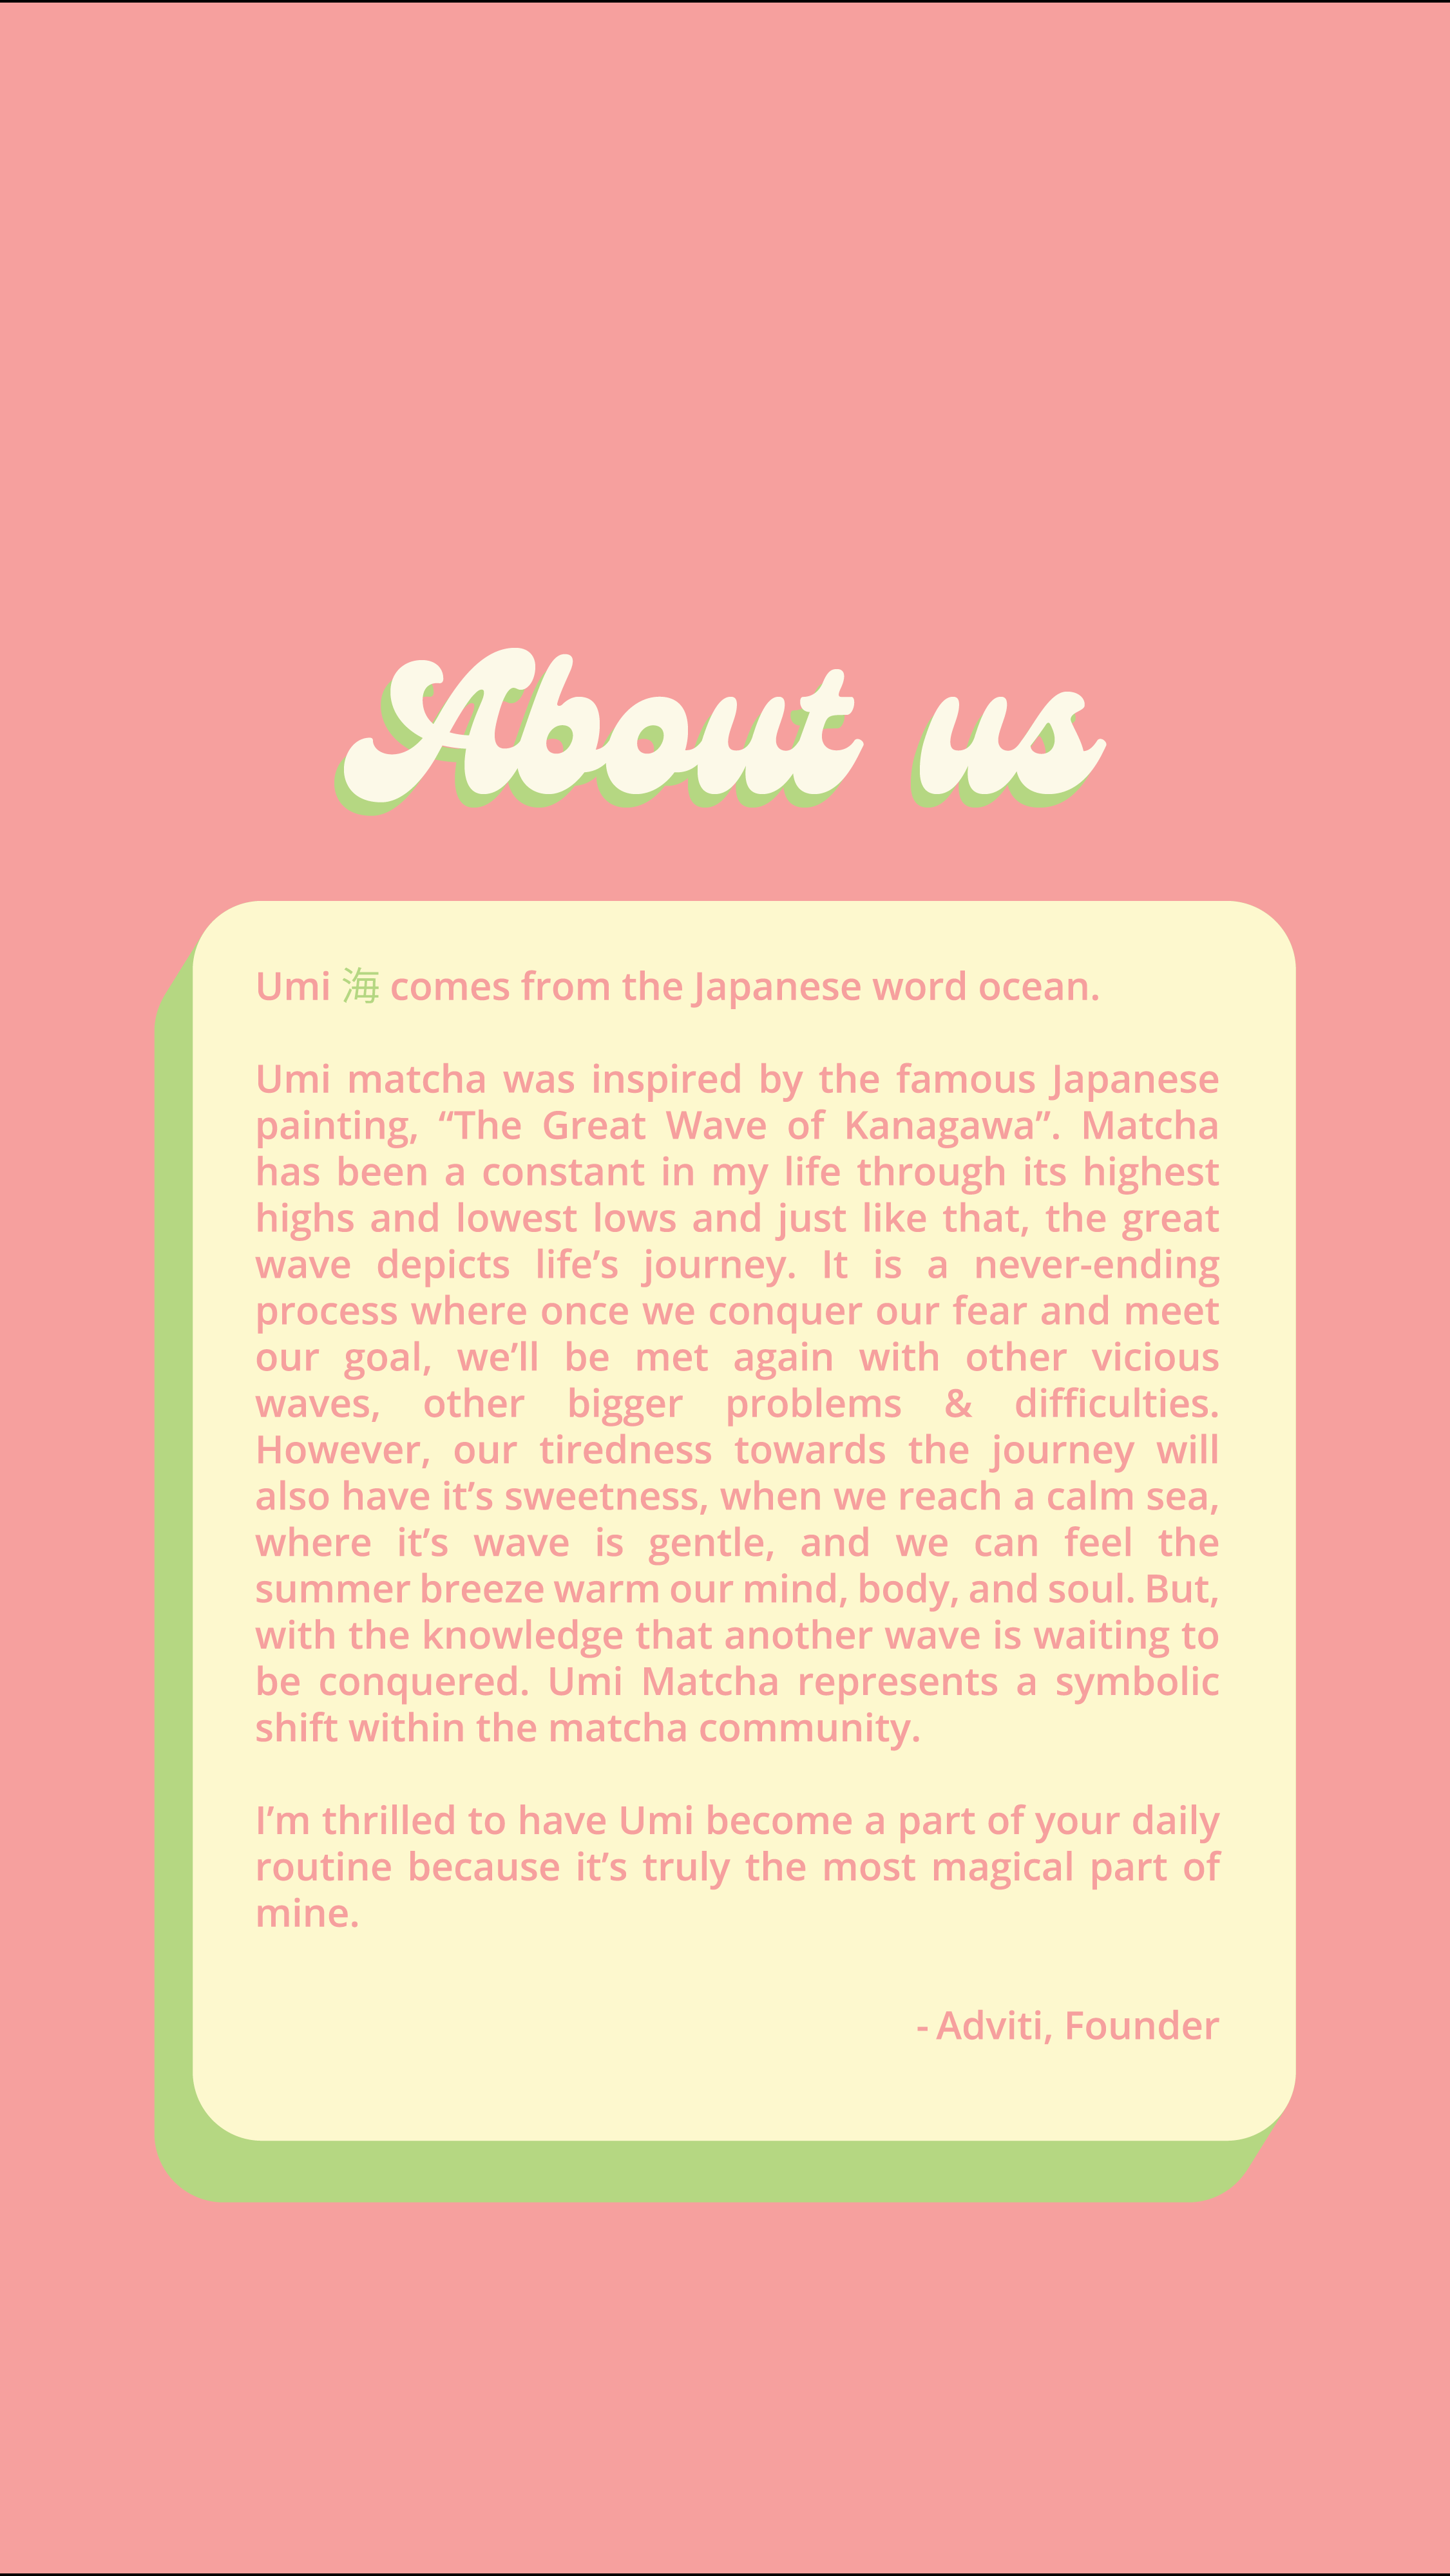 About us
Umi 海 comes from the Japanese word ocean.
Umi matcha was inspired by the famous Japanese
painting, “The Great Wave of Kanagawa”. Matcha
has been a constant in my life through its highest
highs and lowest lows and just like that, the great
wave depicts life’s journey. It is a never-ending
process where once we conquer our fear and meet
our goal, we’ll be met again with other vicious
waves, other bigger problems & difficulties.
However, our tiredness towards the journey will
also have it’s sweetness, when we reach a calm sea,
where it’s wave is gentle, and we can feel the
summer breeze warm our mind, body, and soul. But,
with the knowledge that another wave is waiting to
be conquered. Umi Matcha represents a symbolic
shift within the matcha community.
I’m thrilled to have Umi become a part of your daily
routine because it’s truly the most magical part of
mine.
- Adviti, Founder